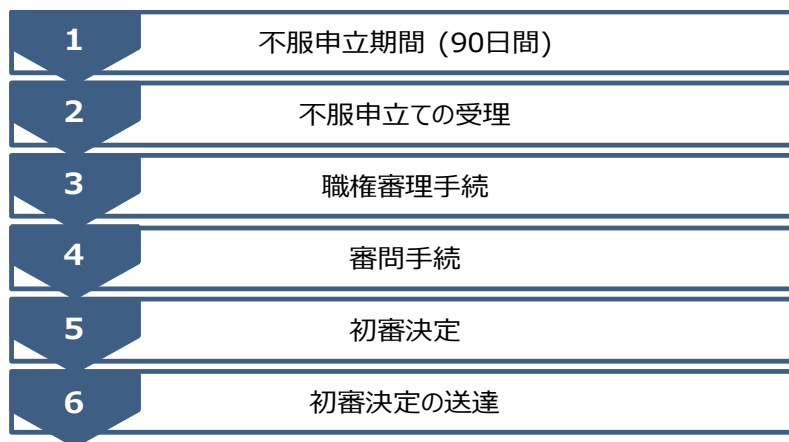 1 不服申立期間 (90日間)
2 不服申立ての受理
3 職権審理手続
4 審問手続
5 初審決定
6 初審決定の送達